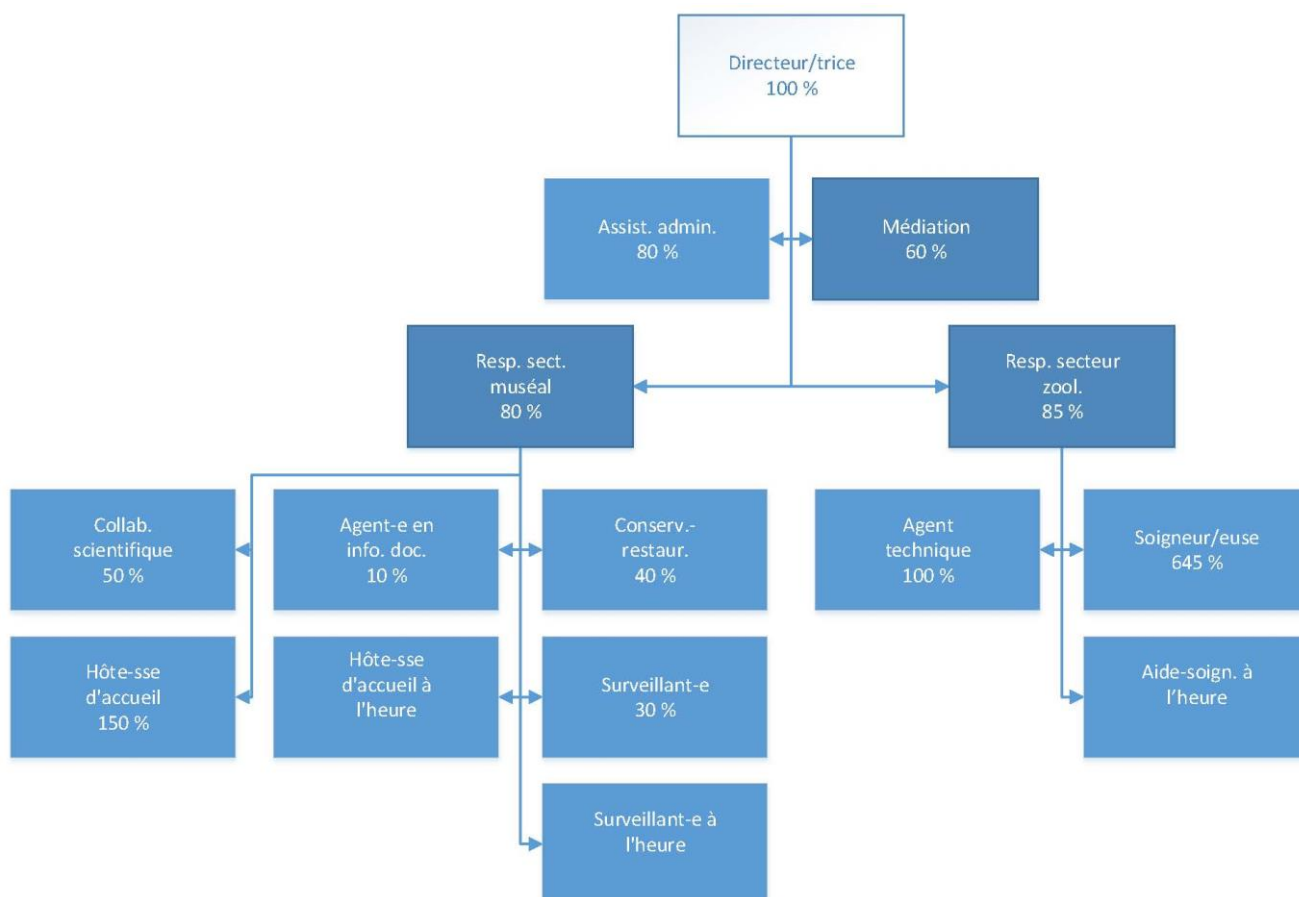 Directeur/trice
100 %
Assist. admin.
80 %
Médiation
60 %
Resp. sect.
muséal
80 %
Resp. secteur
zool.
85 %
Collab.
scientifique
50 %
Agent-e en
info. doc.
10 %
Conserv.-
restaur.
40 %
Agent
technique
100 %
Soigneur/euse
645 %
Hôte-sse
d'accueil
150 %
Hôte-sse
d'accueil à
l'heure
Surveillant-e
30 %
Aide-soign. à
l’heure
Surveillant-e à
l'heure